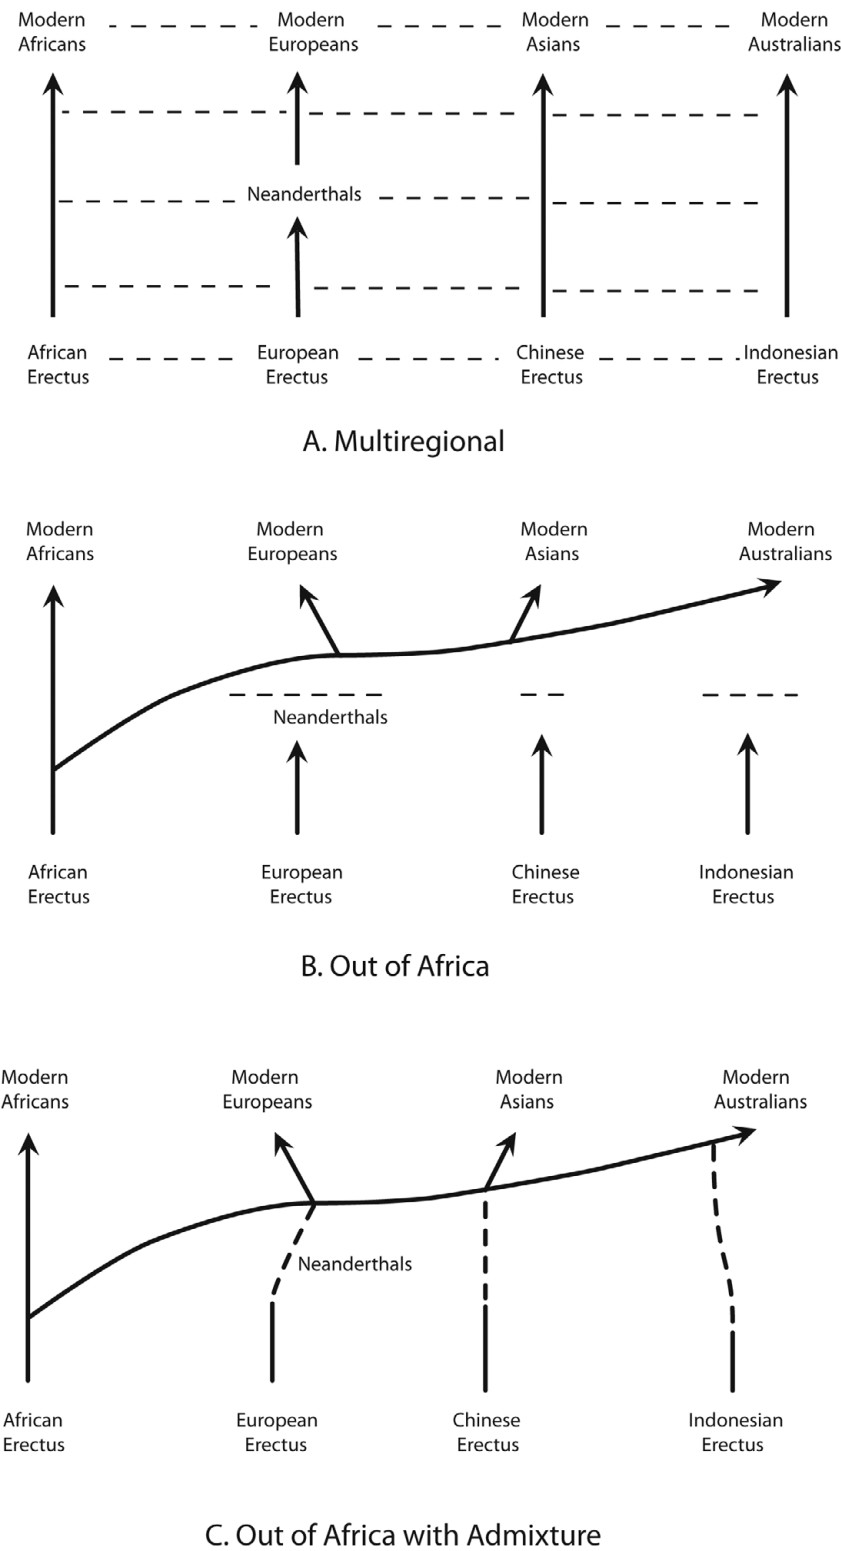 Modern Modern Modern Modern
Africans Europeans Asians Australians
Neanderthals
African European Chinese Indonesian
Erectus Erectus Erectus Erectus
A. Multiregional
Modern Modern Modern Modern
Africans Europeans Asians Australians
Neanderthals
African European Chinese Indonesian
Erectus Erectus Erectus Erectus
B. Out of Africa
Modern Modern Modern Modern
Africans Europeans Asians Australians
Neanderthals
African European Chinese Indonesian
Erectus Erectus Erectus Erectus
C. Out of Africa with Admixture